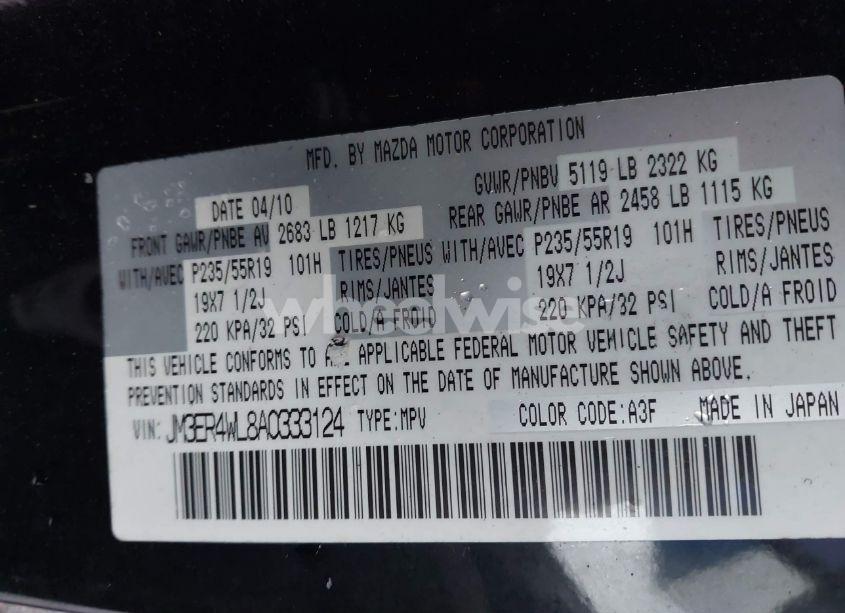 MFD. BY MAZDA MOTOR CORPORATION
DATE 04/10 GVWR/PNBV 5119 LB 2322 KG
FRONT GAWR/PNBE AV 2683 LB 1217 KG REAR GAWR/PNBE AR 2458 LB 1115 KG
WITH/AVEC P235/55R19 101H TIRES/PNEUS WITH/AVEC P235/55R19 101H TIRES/PNEUS
19X7 1/2J RIMS/JANTES 19X7 1/2J RIMS/JANTES
220 KPA/32 PSI COLD/A FROID 220 KPA/32 PSI COLD/A FROID
wheelwise
THIS VEHICLE CONFORMS TO ALL APPLICABLE FEDERAL MOTOR VEHICLE SAFETY AND THEFT
PREVENTION STANDARDS IN EFFECT ON THE DATE OF MANUFACTURE SHOWN ABOVE.
VIN: JM3ER4WL8A0333124 TYPE:MPV COLOR CODE:A3F MADE IN JAPAN